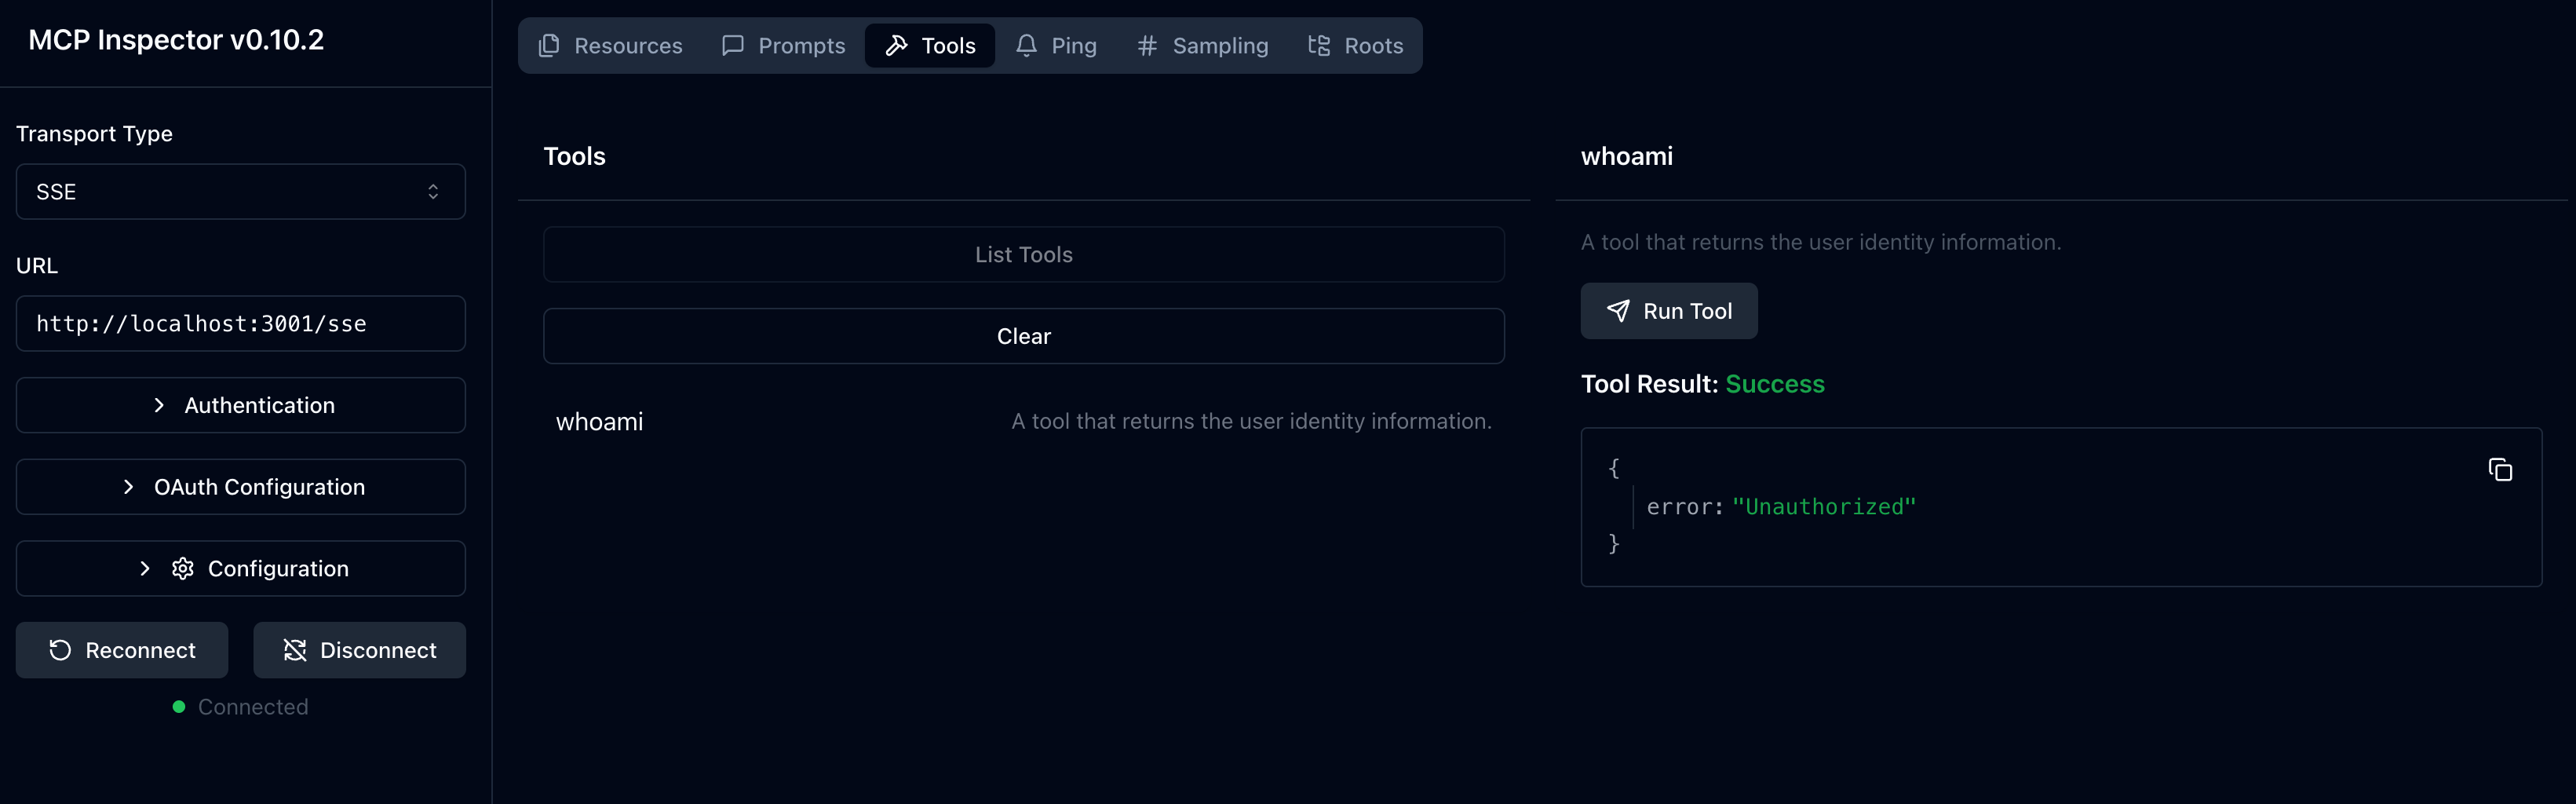 MCP Inspector v0.10.2
Transport Type
SSE
URL
http://localhost:3001/sse
Authentication
OAuth Configuration
Configuration
Reconnect
Disconnect
Connected
Resources
Prompts
Tools
Ping
Sampling
Roots
Tools
List Tools
Clear
whoami
A tool that returns the user identity information.
whoami
A tool that returns the user identity information.
Run Tool
Tool Result: Success
{
error: "Unauthorized"
}